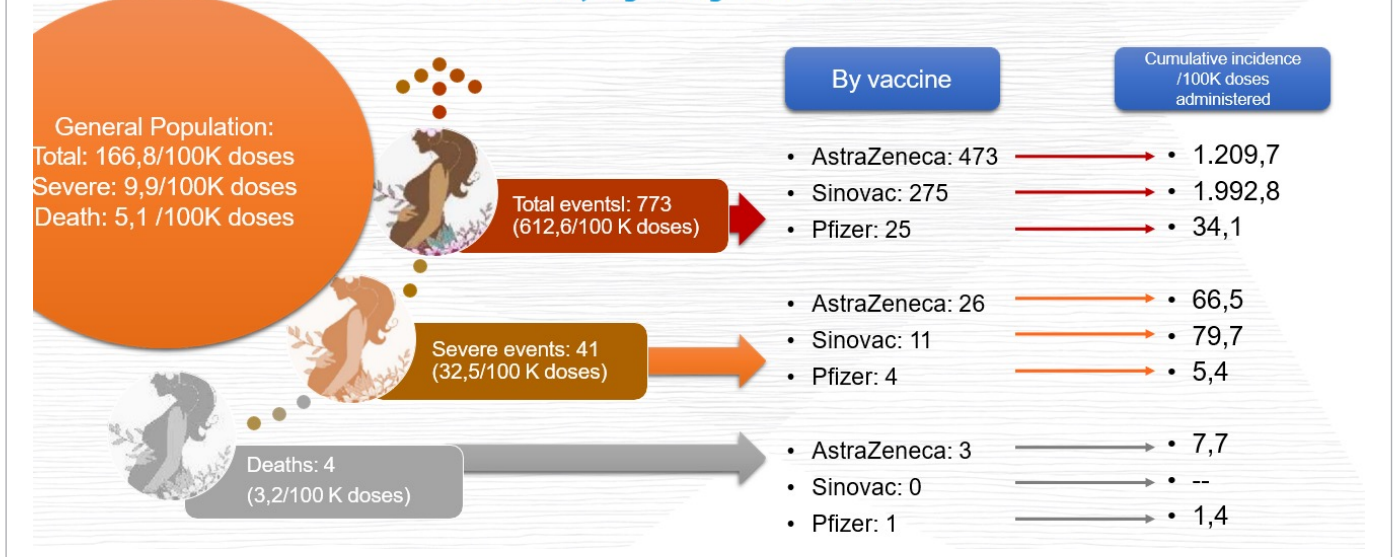 General Population:
Total: 166,8/100K doses
Severe: 9,9/100K doses
Death: 5,1 /100K doses
Total eventsl: 773
(612,6/100 K doses)
Severe events: 41
(32,5/100 K doses)
Deaths: 4
(3,2/100 K doses)
By vaccine
Cumulative incidence
/100K doses
administered
• AstraZeneca: 473
• 1.209,7
• Sinovac: 275
• 1.992,8
• Pfizer: 25
• 34,1
• AstraZeneca: 26
• 66,5
• Sinovac: 11
• 79,7
• Pfizer: 4
• 5,4
• AstraZeneca: 3
• 7,7
• Sinovac: 0
• --
• Pfizer: 1
• 1,4